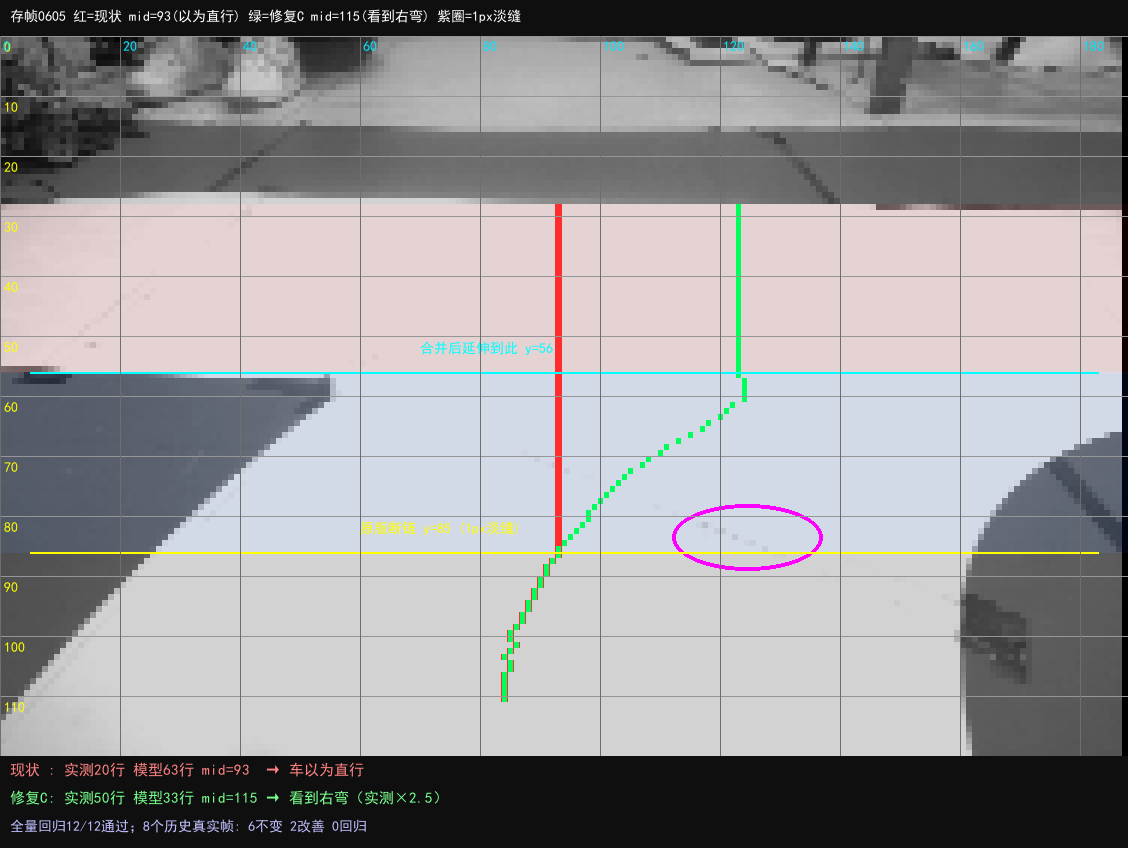 存帧0605 红=现状 mid=93(以为直行) 绿=修复C mid=115(看到右弯) 紫圈=1px淡缝
0 20 40 60 80 100 120 140 160 180
10
20
30
40
50
合并后延伸到此 y=56
60
70
80
90
100
110
现状 : 实测20行 模型63行 mid=93 → 车以为直行
修复C: 实测50行 模型33行 mid=115 → 看到右弯（实测×2.5）
全量回归12/12通过; 8个历史真实帧: 6不变 2改善 0回归